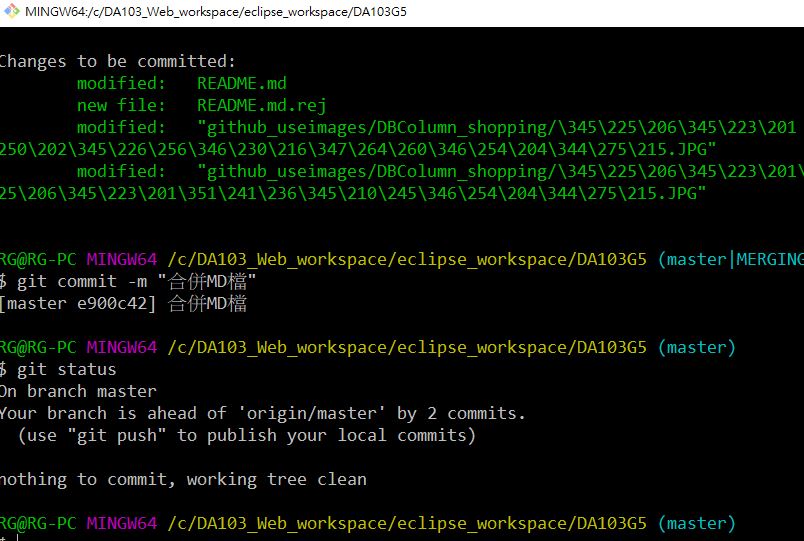 MINGW64:/c/DA103_Web_workspace/eclipse_workspace/DA103G5
Changes to be committed:
modified: README.md
new file: README.md.rej
modified: "github_useimages/DBColumn_shopping/\345\225\206\345\223\201
250\202\345\226\256\346\230\216\347\264\260\346\254\204\344\275\215.JPG"
modified: "github_useimages/DBColumn_shopping/\345\225\206\345\223\201\
25\206\345\223\201\351\241\236\345\210\245\346\254\204\344\275\215.JPG"
RG@RG-PC MINGW64 /c/DA103_Web_workspace/eclipse_workspace/DA103G5 (master|MERGING
$ git commit -m "合併MD檔"
[master e900c42] 合併MD檔
RG@RG-PC MINGW64 /c/DA103_Web_workspace/eclipse_workspace/DA103G5 (master)
$ git status
On branch master
Your branch is ahead of 'origin/master' by 2 commits.
(use "git push" to publish your local commits)
nothing to commit, working tree clean
RG@RG-PC MINGW64 /c/DA103_Web_workspace/eclipse_workspace/DA103G5 (master)